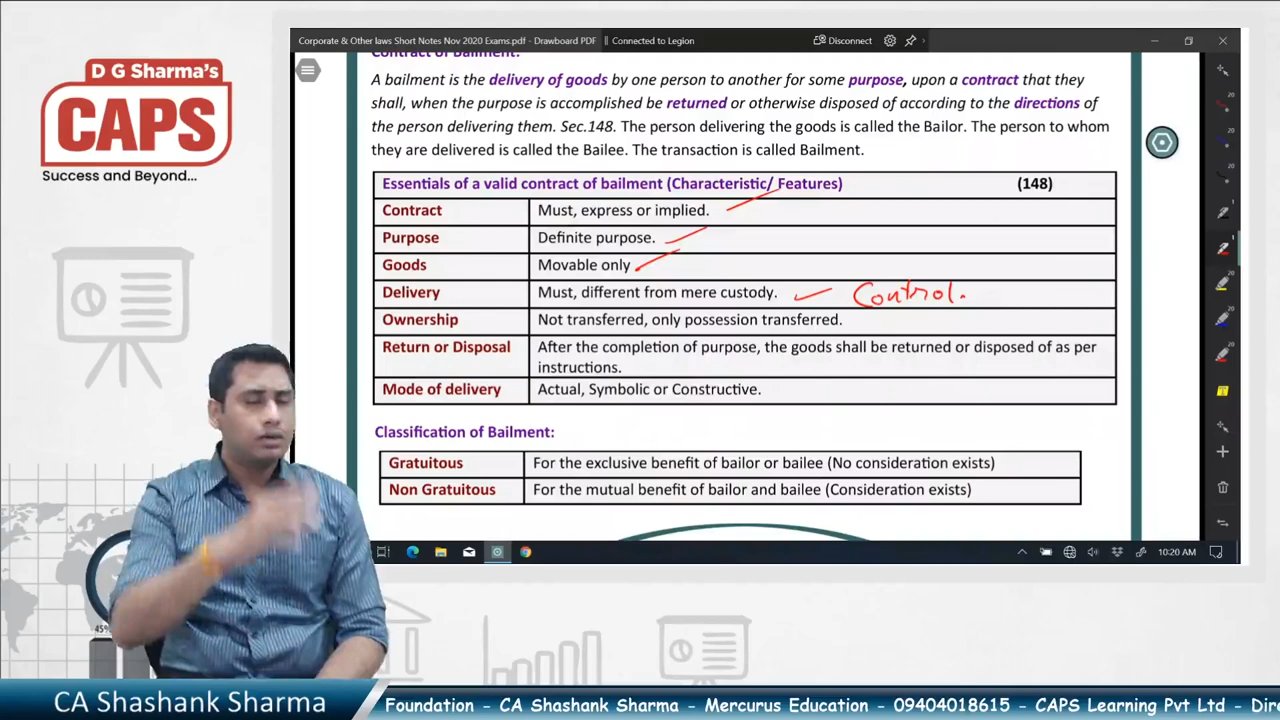 D G Sharma's
CAPS
Success and Beyond...
Corporate & Other laws Short Notes Nov 2020 Exams.pdf - Drawboard PDF
Connected to Legion
Disconnect
Contract of Bailment:
A bailment is the delivery of goods by one person to another for some purpose, upon a contract that they
shall, when the purpose is accomplished be returned or otherwise disposed of according to the directions of
the person delivering them. Sec.148. The person delivering the goods is called the Bailor. The person to whom
they are delivered is called the Bailee. The transaction is called Bailment.
Essentials of a valid contract of bailment (Characteristic/ Features) (148)
Contract Must, express or implied.
Purpose Definite purpose.
Goods Movable only
Delivery Must, different from mere custody. Control.
Ownership Not transferred, only possession transferred.
Return or Disposal After the completion of purpose, the goods shall be returned or disposed of as per
instructions.
Mode of delivery Actual, Symbolic or Constructive.
Classification of Bailment:
Gratuitous For the exclusive benefit of bailor or bailee (No consideration exists)
Non Gratuitous For the mutual benefit of bailor and bailee (Consideration exists)
10:20 AM
45%
CA Shashank Sharma
Foundation - CA Shashank Sharma - Mercurus Education - 09404018615 - CAPS Learning Pvt Ltd - Dire